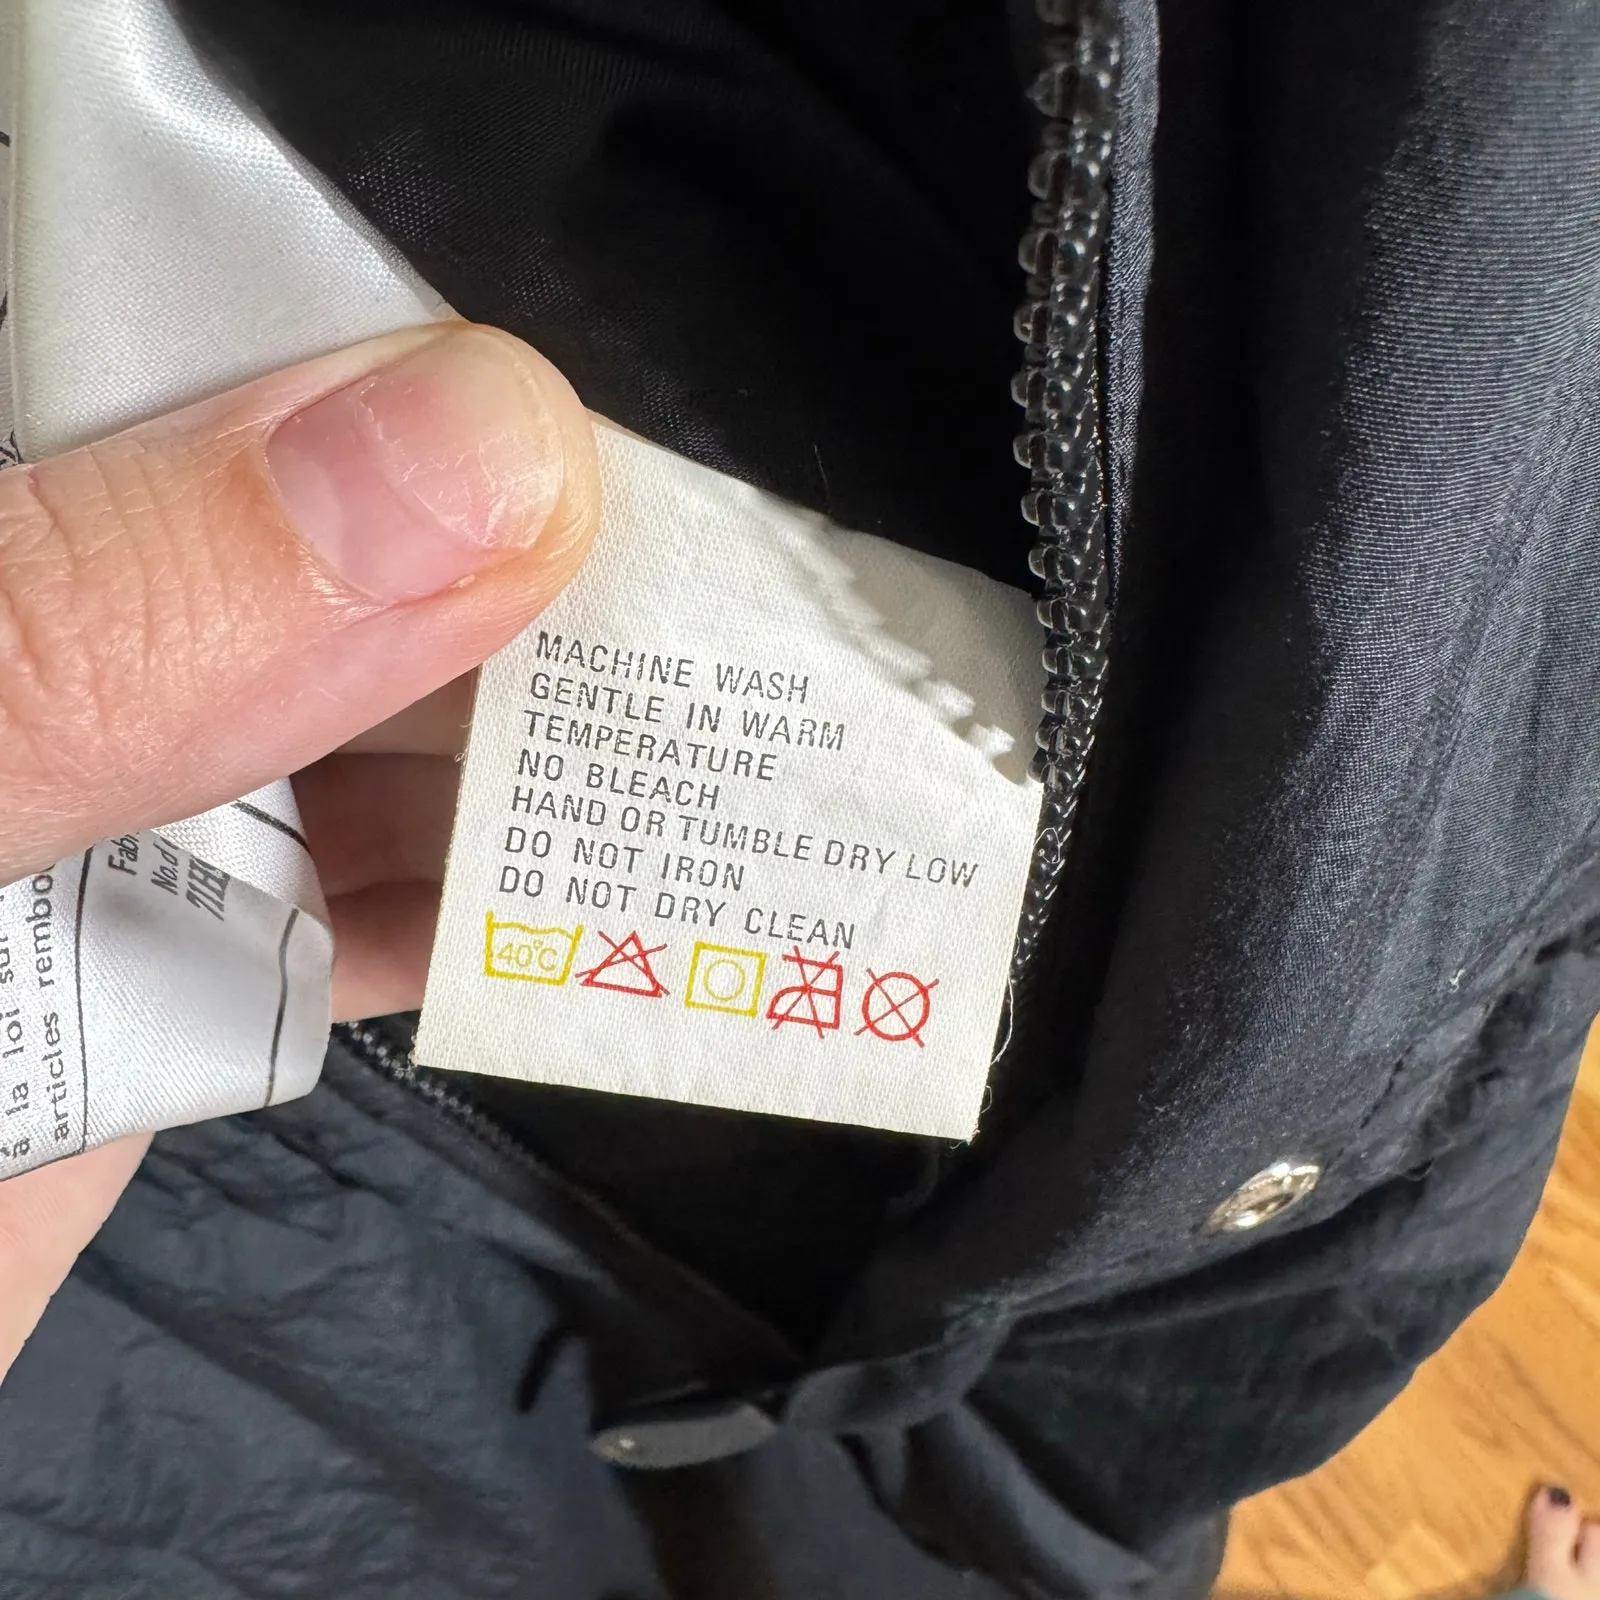 MACHINE WASH
GENTLE IN WARM
TEMPERATURE
NO BLEACH
HAND OR TUMBLE DRY LOW
DO NOT IRON
DO NOT DRY CLEAN
40°C
à la loi sur
articles